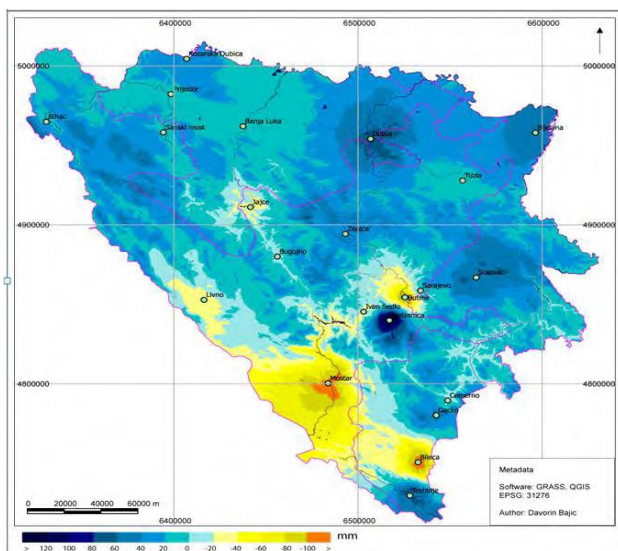 6400000 6500000 6600000
5000000 5000000
Kozarska Dubica
Prijedor
Bihac
Sanski most
Banja Luka
Doboj
Bijeljina
Tuzla
4900000 4900000
Jajce
Zenica
Bugojno
Sokolac
Sarajevo
Livno
Butmir
Ivan Sedlo
Bjelasnica
4800000 4800000
Mostar
Cemerno
Gacko
Bileca
Trebinje
Metadata
Software: GRASS, QGIS
EPSG: 31276
Author: Davorin Bajic
0 20000 40000 60000 m
6400000 6500000 6600000
mm
> 120 100 80 60 40 20 0 -20 -40 -60 -80 -100 >